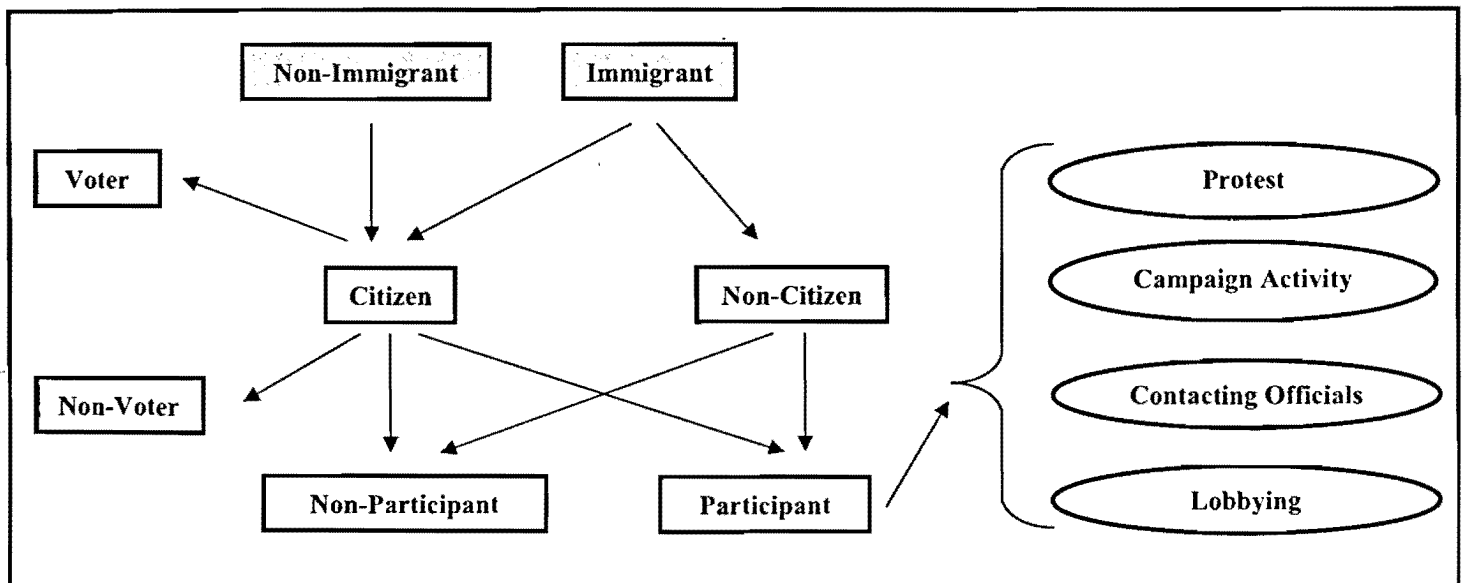 Non-Immigrant
Immigrant
Voter
Protest
Citizen
Non-Citizen
Campaign Activity
Non-Voter
Contacting Officials
Non-Participant
Participant
Lobbying